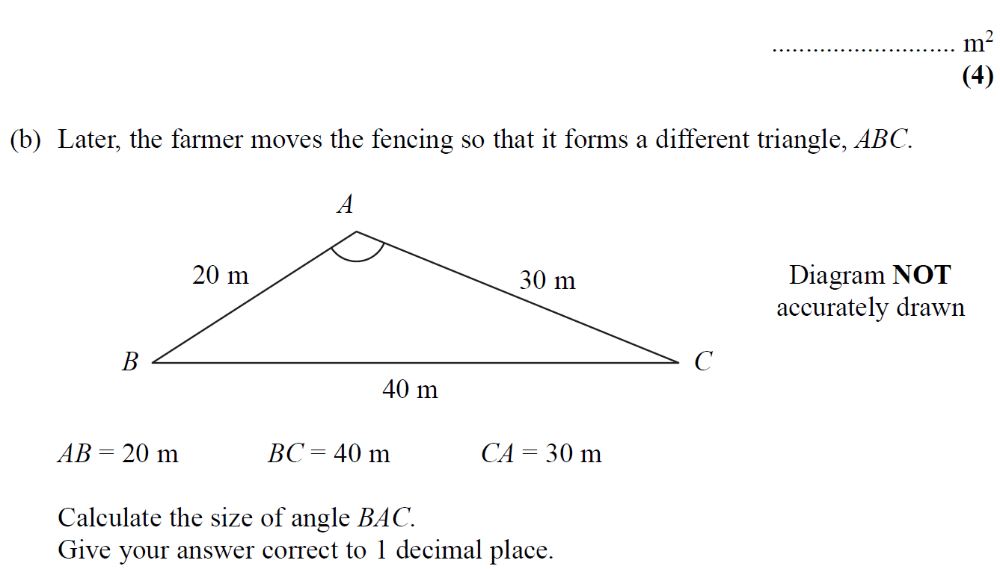 ........................... m²
(4)
(b) Later, the farmer moves the fencing so that it forms a different triangle, ABC.
A
20 m
30 m
Diagram NOT
accurately drawn
B
C
40 m
AB = 20 m BC = 40 m CA = 30 m
Calculate the size of angle BAC.
Give your answer correct to 1 decimal place.